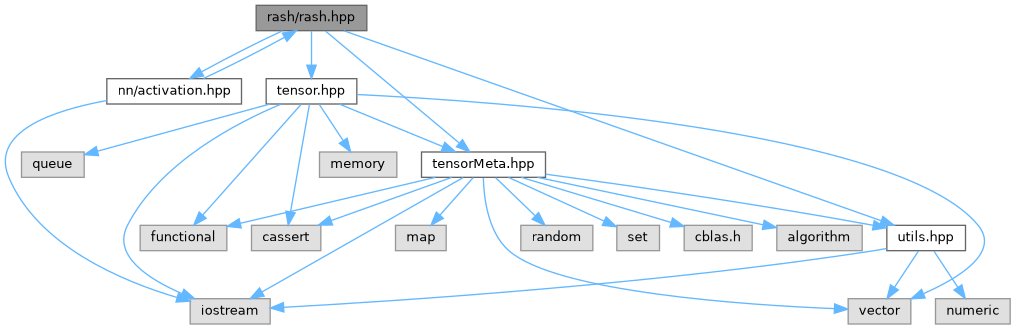 rash/rash.hpp
nn/activation.hpp
tensor.hpp
queue
memory
tensorMeta.hpp
functional
cassert
map
random
set
cblas.h
algorithm
utils.hpp
iostream
vector
numeric